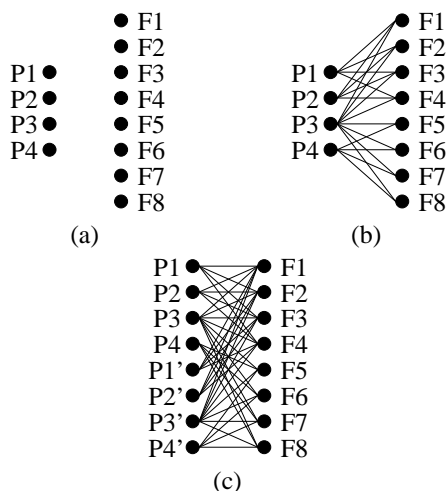 F1
F2
P1 F3
P2 F4
P3 F5
P4 F6
F7
F8
(a)
F1
F2
P1 F3
P2 F4
P3 F5
P4 F6
F7
F8
(b)
P1 F1
P2 F2
P3 F3
P4 F4
P1’ F5
P2’ F6
P3’ F7
P4’ F8
(c)